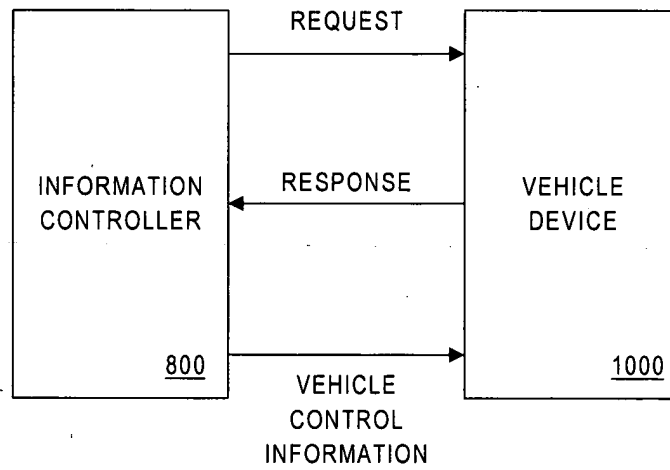 REQUEST
INFORMATION
CONTROLLER
800
RESPONSE
VEHICLE
DEVICE
1000
VEHICLE
CONTROL
INFORMATION